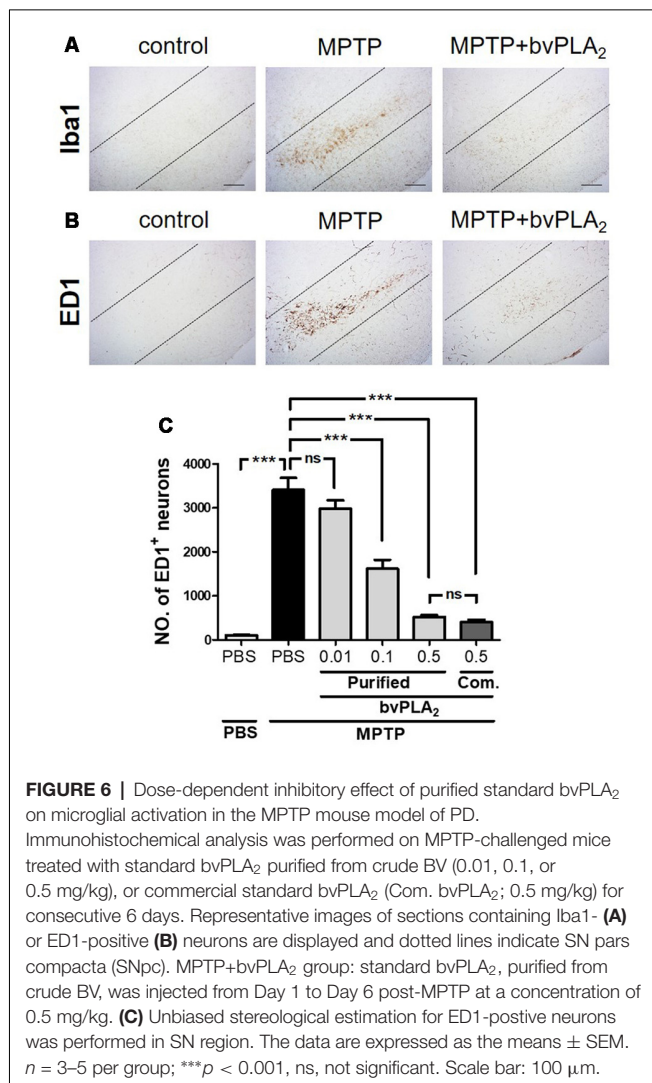 A
control
MPTP
MPTP+bvPLA₂
Iba1
B
control
MPTP
MPTP+bvPLA₂
ED1
C
***
***
***
***
ns
ns
NO. of ED1⁺ neurons
4000
3000
2000
1000
0
PBS PBS 0.01 0.1 0.5 0.5
Purified Com.
bvPLA₂
PBS MPTP
FIGURE 6 | Dose-dependent inhibitory effect of purified standard bvPLA₂
on microglial activation in the MPTP mouse model of PD.
Immunohistochemical analysis was performed on MPTP-challenged mice
treated with standard bvPLA₂ purified from crude BV (0.01, 0.1, or
0.5 mg/kg), or commercial standard bvPLA₂ (Com. bvPLA₂; 0.5 mg/kg) for
consecutive 6 days. Representative images of sections containing Iba1- (A)
or ED1-positive (B) neurons are displayed and dotted lines indicate SN pars
compacta (SNpc). MPTP+bvPLA₂ group: standard bvPLA₂, purified from
crude BV, was injected from Day 1 to Day 6 post-MPTP at a concentration of
0.5 mg/kg. (C) Unbiased stereological estimation for ED1-postive neurons
was performed in SN region. The data are expressed as the means ± SEM.
n = 3–5 per group; ***p < 0.001, ns, not significant. Scale bar: 100 μm.